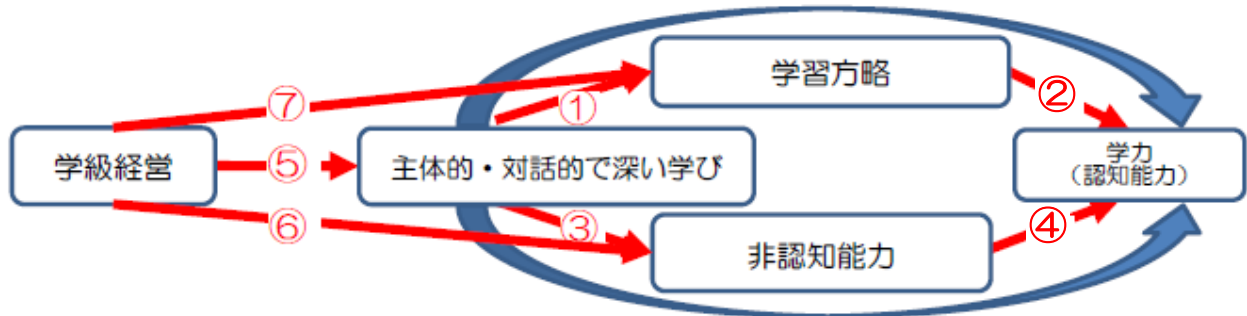 学習方略
②
⑦
①
学級経営
⑤
主体的・対話的で深い学び
学力
(認知能力)
⑥
③
④
非認知能力